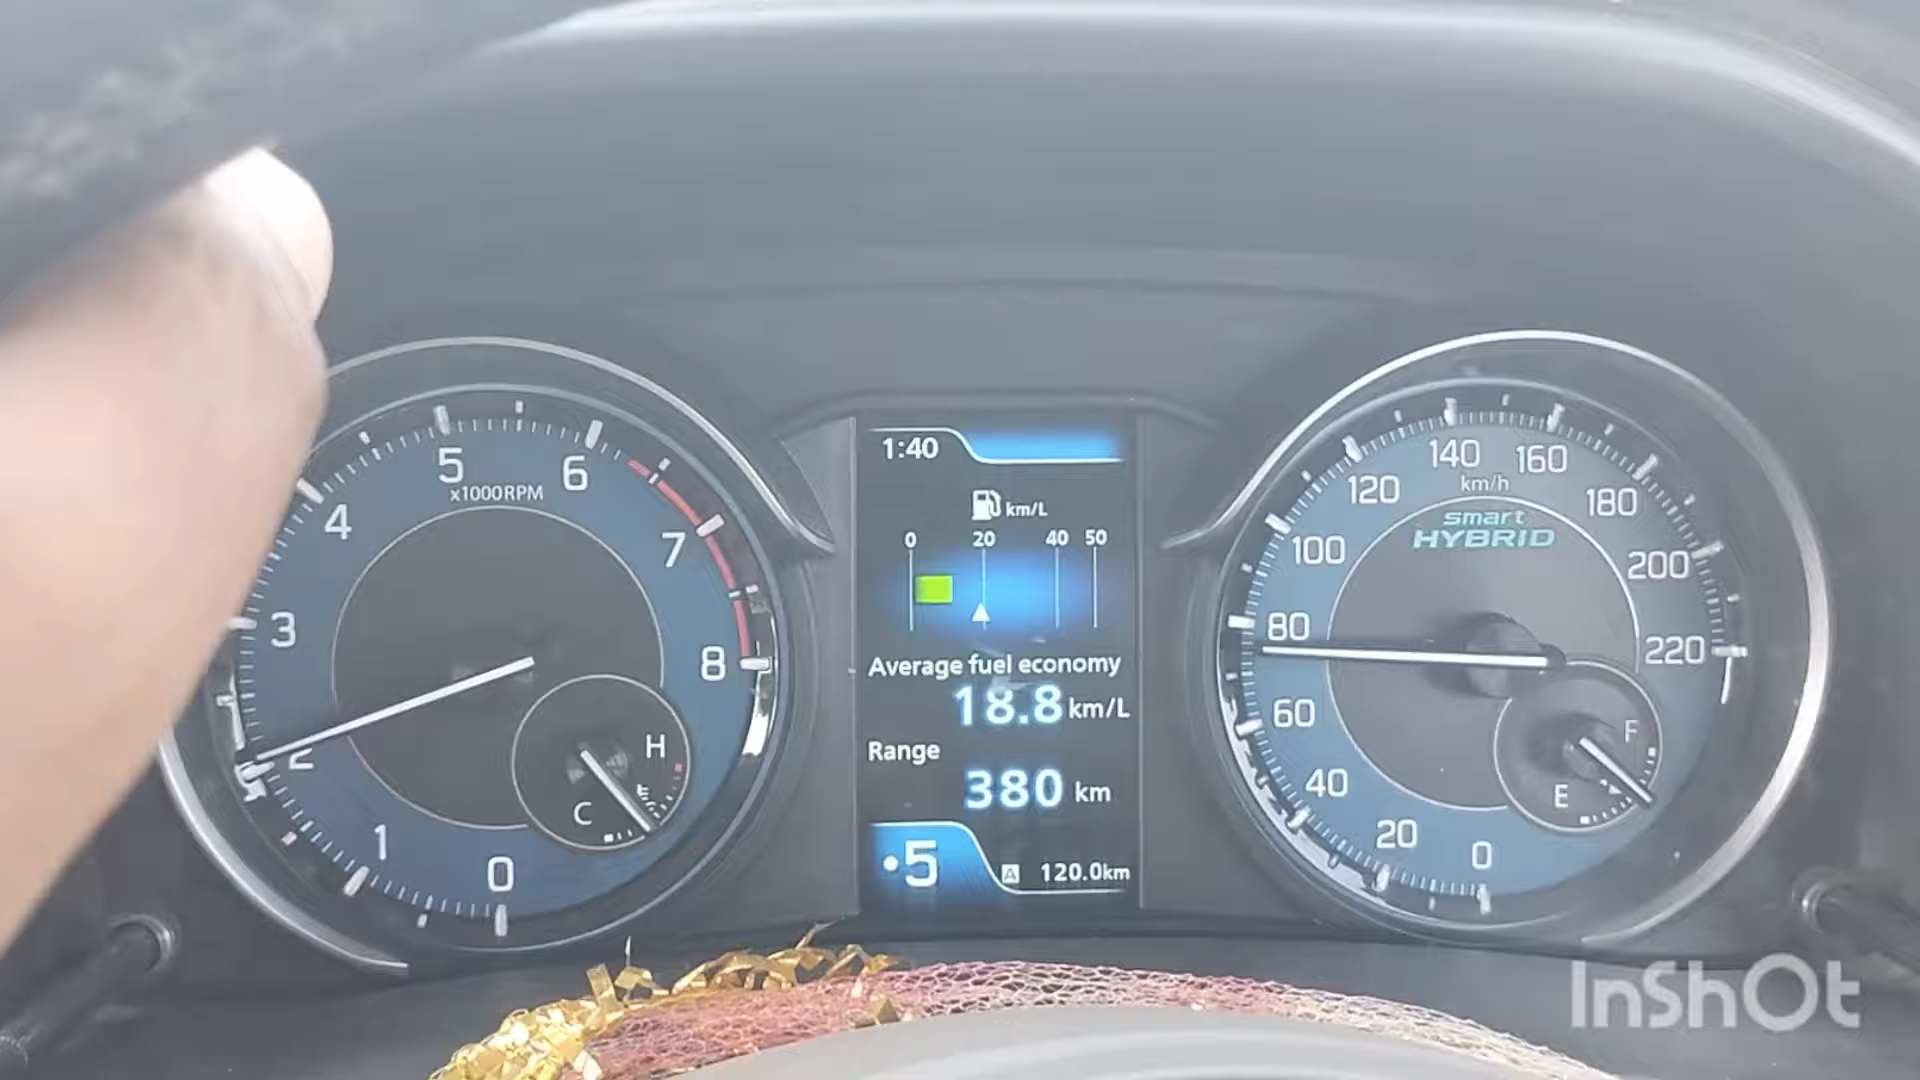 0
1
2
3
4
5
6
7
8
x1000RPM
C
H
1:40
km/L
0 20 40 50
Average fuel economy
18.8 km/L
Range
380 km
•5
A 120.0km
0
20
40
60
80
100
120
140
160
180
200
220
km/h
smart
HYBRID
E
F
InShOt